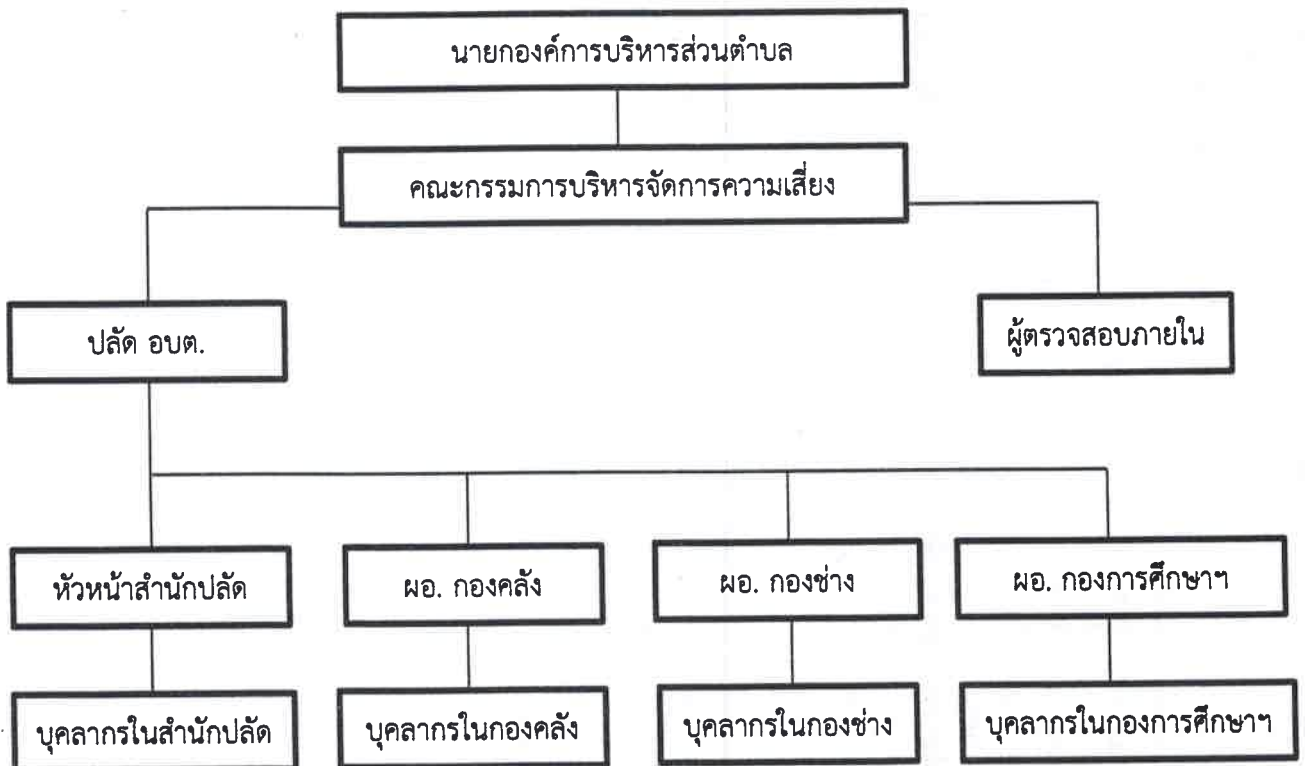 นายกองค์การบริหารส่วนตำบล
คณะกรรมการบริหารจัดการความเสี่ยง
ปลัด อบต.
ผู้ตรวจสอบภายใน
หัวหน้าสำนักปลัด
ผอ. กองคลัง
ผอ. กองช่าง
ผอ. กองการศึกษาฯ
บุคลากรในสำนักปลัด
บุคลากรในกองคลัง
บุคลากรในกองช่าง
บุคลากรในกองการศึกษาฯ